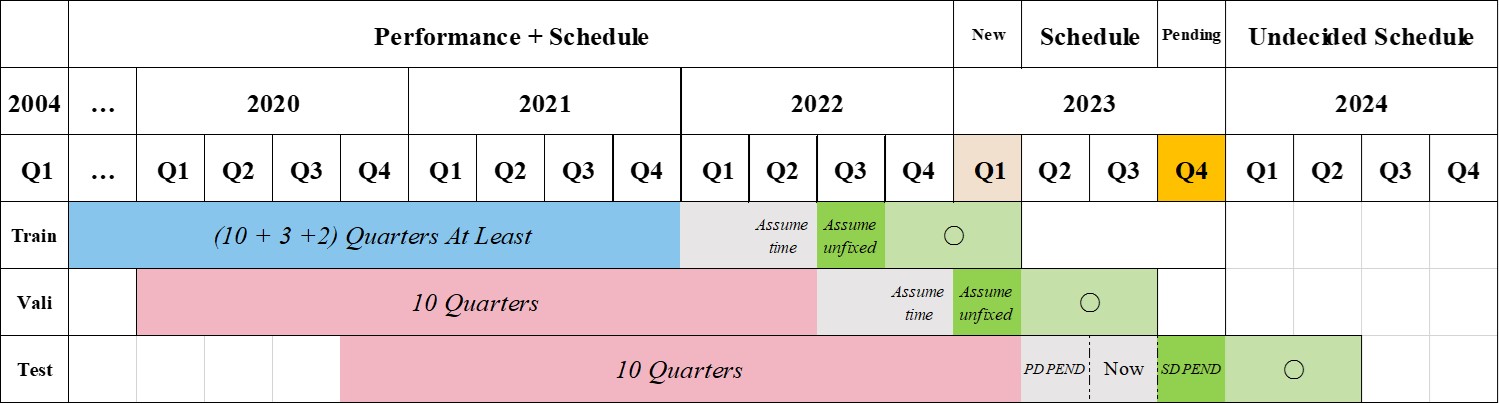 Performance + Schedule New Schedule Pending Undecided Schedule
2004 ... 2020 2021 2022 2023 2024
Q1 ... Q1 Q2 Q3 Q4 Q1 Q2 Q3 Q4 Q1 Q2 Q3 Q4 Q1 Q2 Q3 Q4 Q1 Q2 Q3 Q4
Train (10 + 3 +2) Quarters At Least Assume time Assume unfixed ○
Vali 10 Quarters Assume time Assume unfixed ○
Test 10 Quarters PD PEND Now SD PEND ○